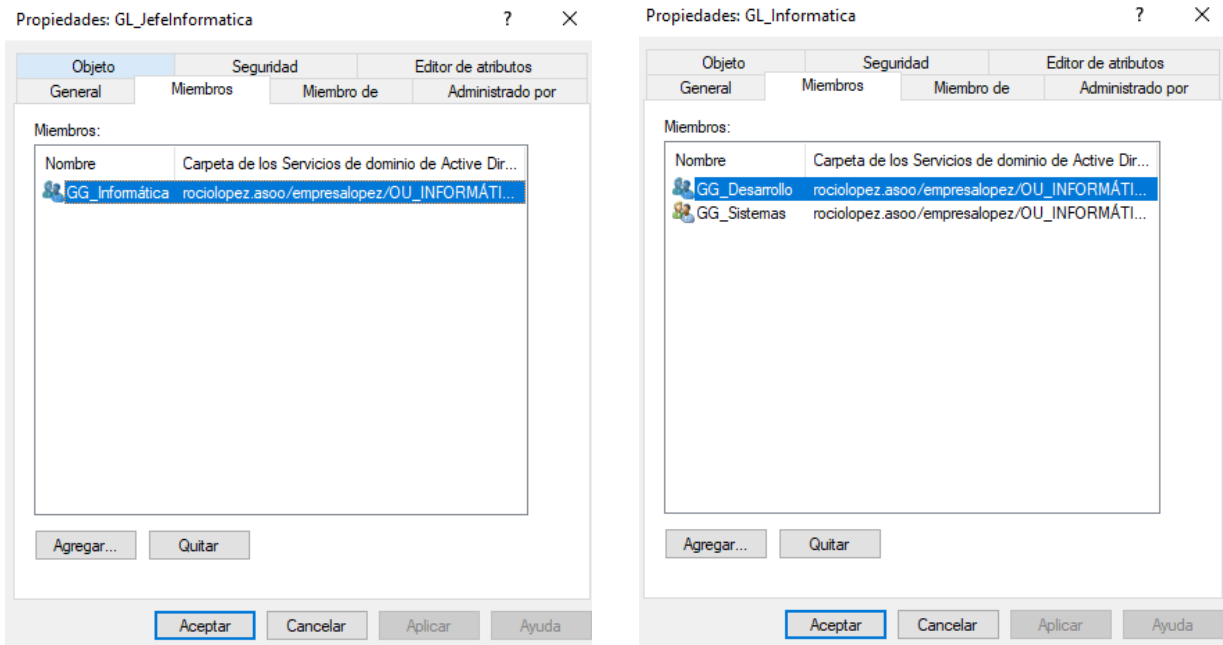 Propiedades: GL_JefeInformatica ? ×
Objeto Seguridad Editor de atributos
General Miembros Miembro de Administrado por
Miembros:
Nombre Carpeta de los Servicios de dominio de Active Dir...
GG_Informática rociolopez.asoo/empresalopez/OU_INFORMÁTI...
Agregar... Quitar
Aceptar Cancelar Aplicar Ayuda
Propiedades: GL_Informatica ? ×
Objeto Seguridad Editor de atributos
General Miembros Miembro de Administrado por
Miembros:
Nombre Carpeta de los Servicios de dominio de Active Dir...
GG_Desarrollo rociolopez.asoo/empresalopez/OU_INFORMÁTI...
GG_Sistemas rociolopez.asoo/empresalopez/OU_INFORMÁTI...
Agregar... Quitar
Aceptar Cancelar Aplicar Ayuda